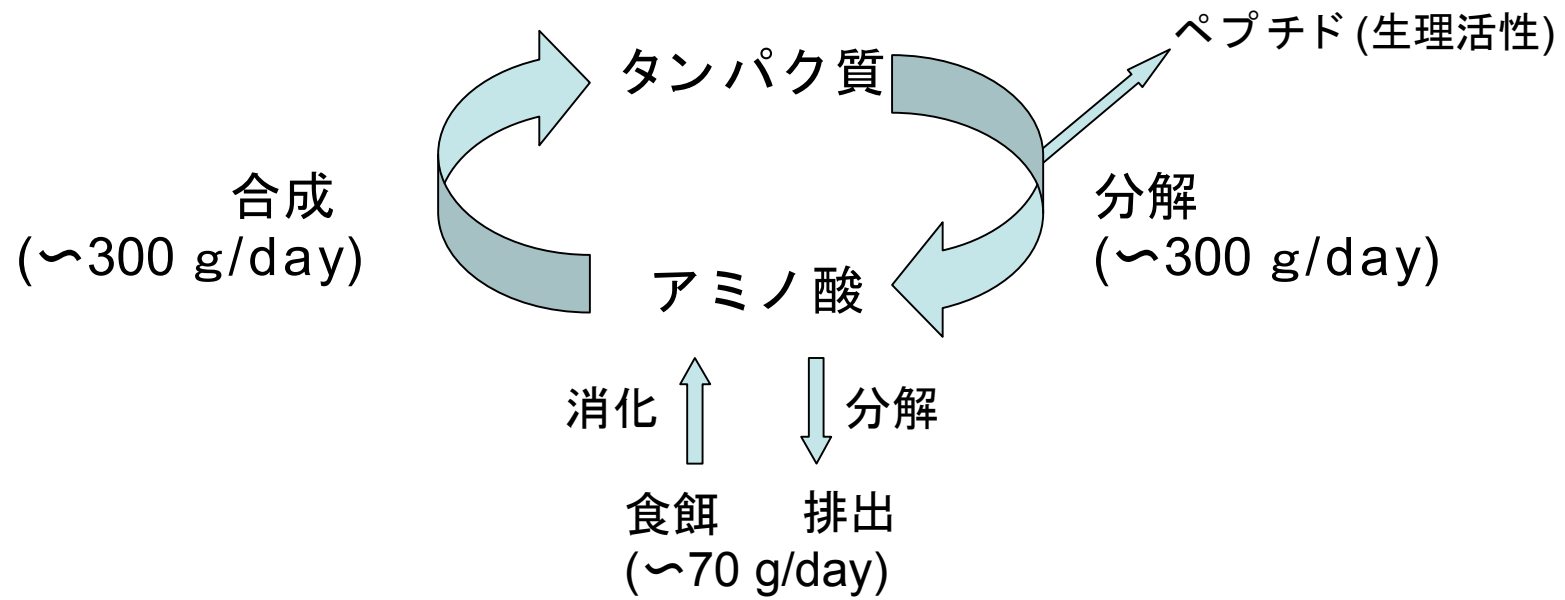 ペプチド (生理活性)
タンパク質
合成
(〜300 g/day)
分解
(〜300 g/day)
アミノ酸
消化
分解
食餌
排出
(〜70 g/day)